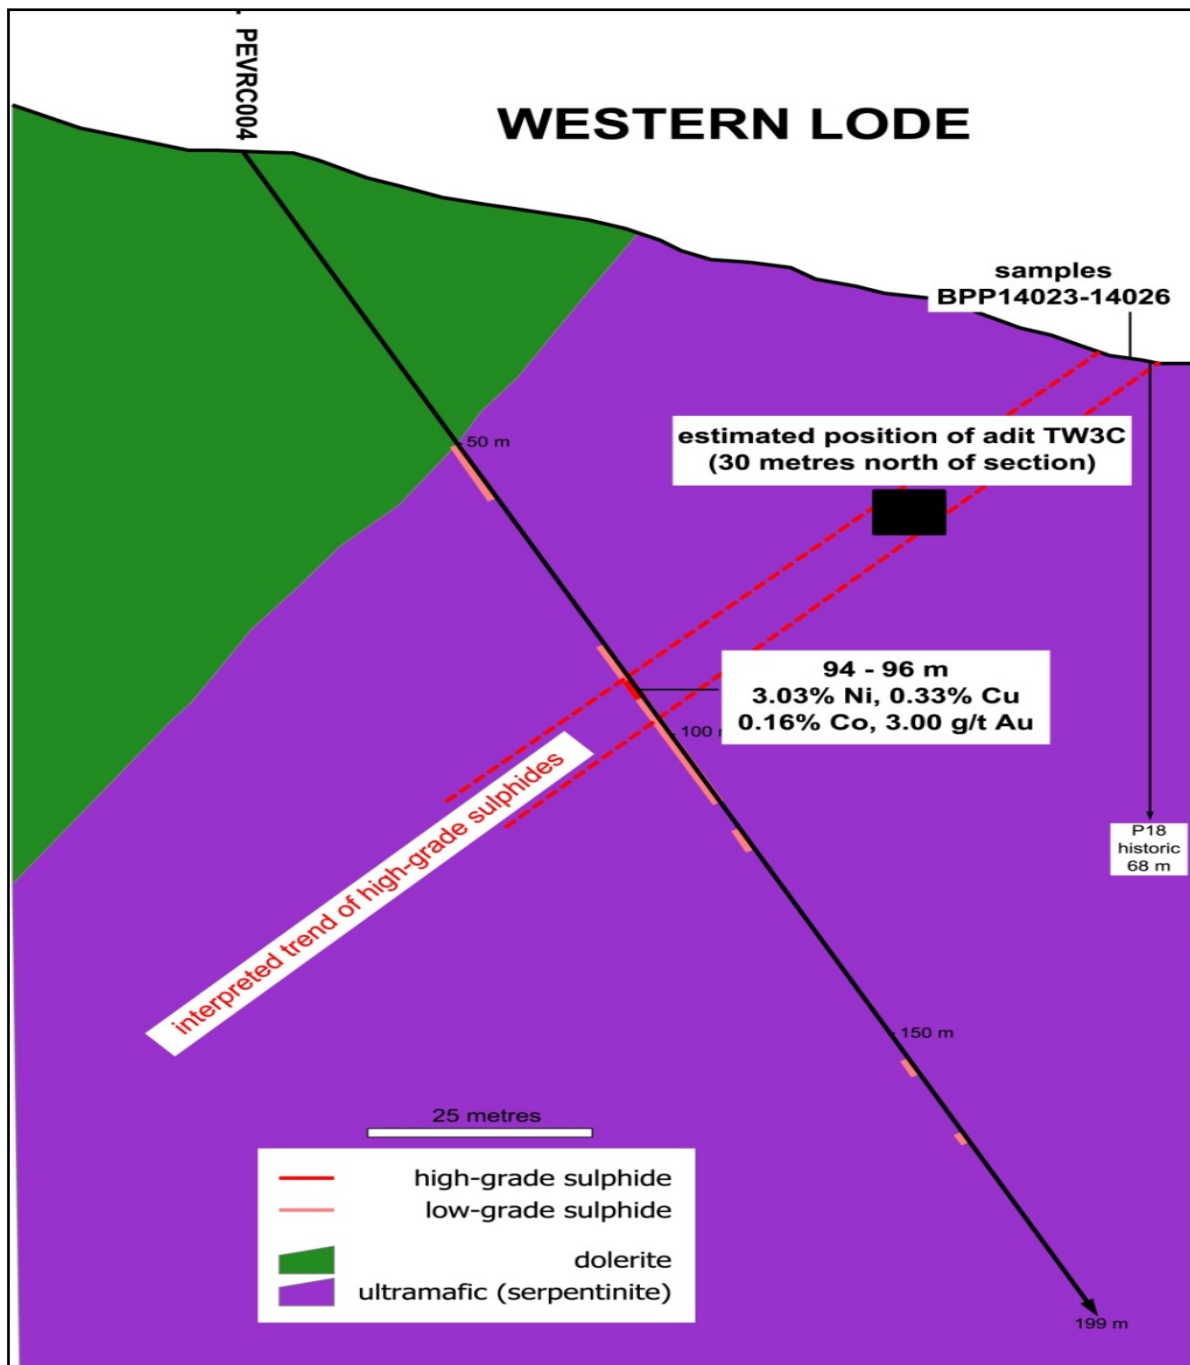 PEVRC004
WESTERN LODE
samples
BPP14023-14026
estimated position of adit TW3C
(30 metres north of section)
50 m
94 - 96 m
3.03% Ni, 0.33% Cu
0.16% Co, 3.00 g/t Au
100
interpreted trend of high-grade sulphides
P18
historic
68 m
150 m
25 metres
high-grade sulphide
low-grade sulphide
dolerite
ultramafic (serpentinite)
199 m